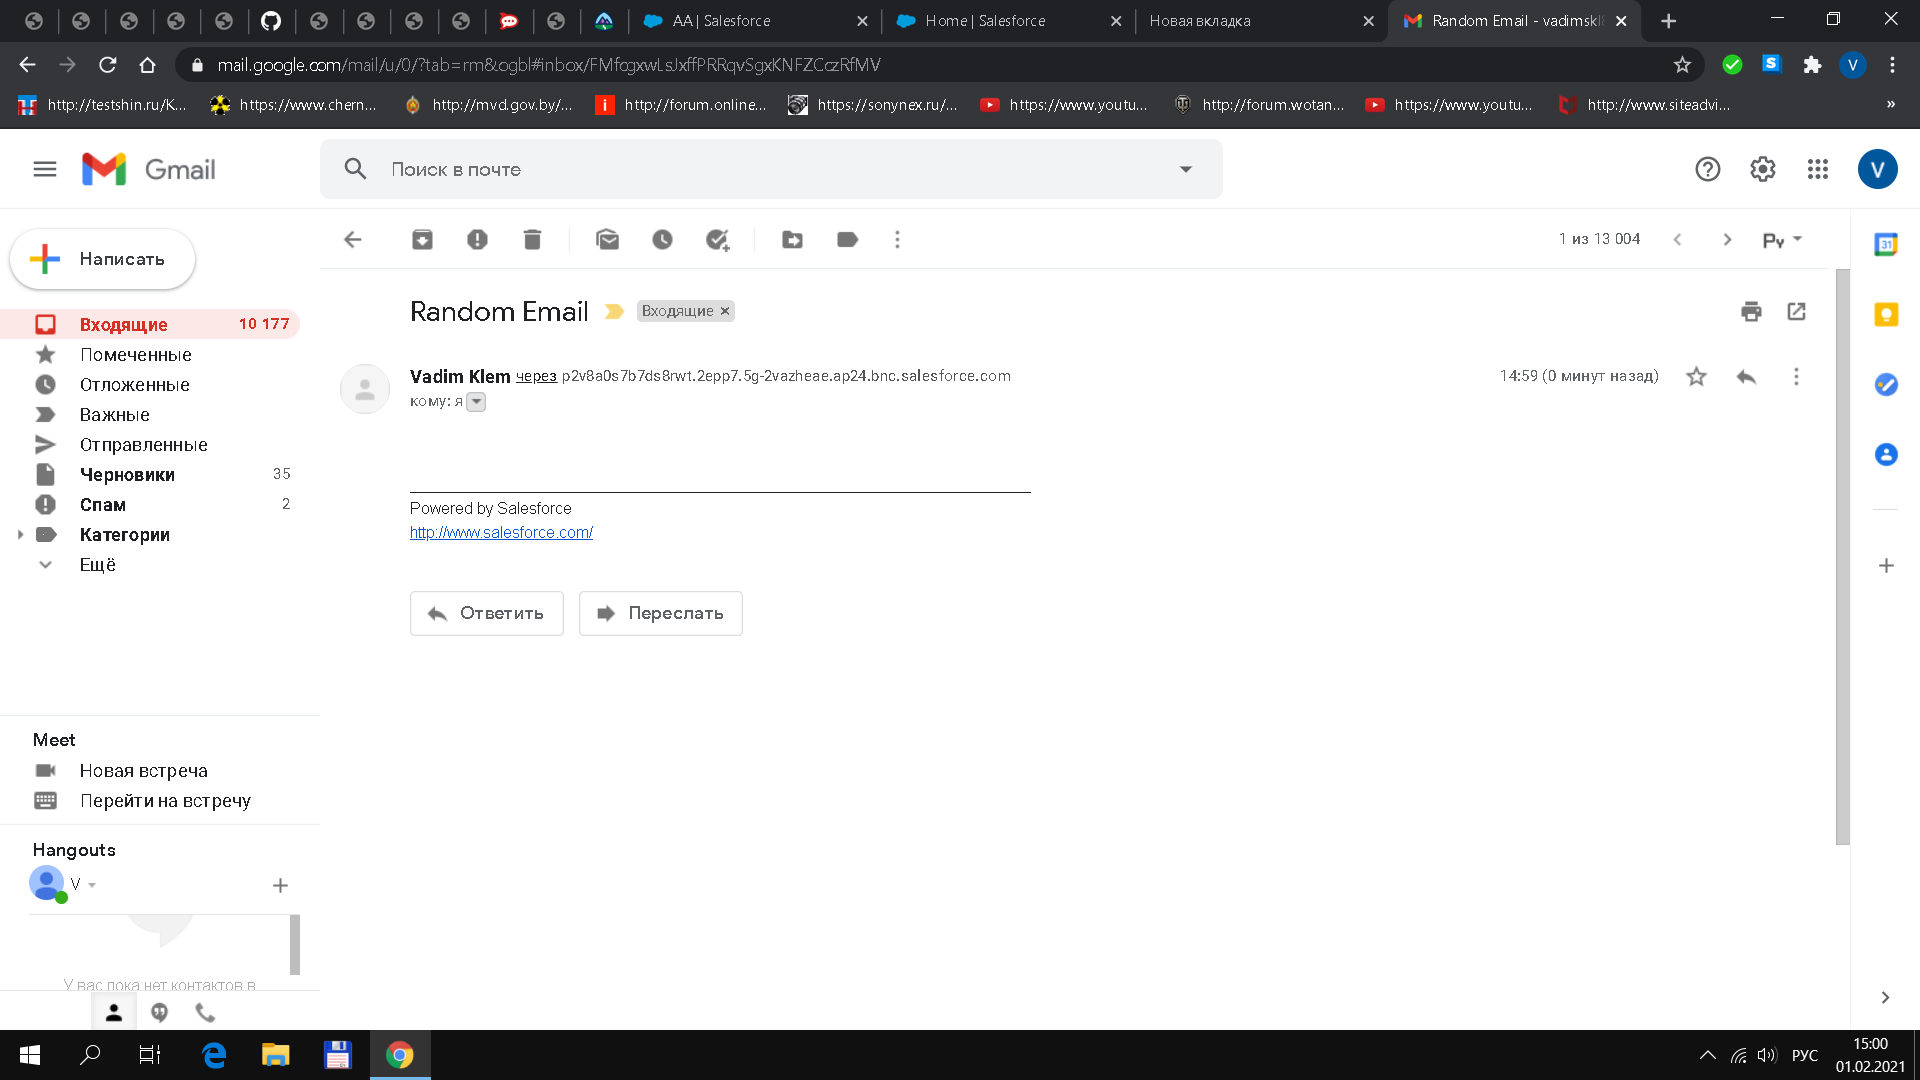 AA | Salesforce
Home | Salesforce
Новая вкладка
Random Email - vadimskl
mail.google.com/mail/u/0/?tab=rm&ogbl#inbox/FMfcgxwLsJxffPRRqvSgxKNFZCczRfMV
http://testshin.ru/K...
https://www.chern...
http://mvd.gov.by/...
http://forum.online...
https://sonynex.ru/...
https://www.youtu...
http://forum.wotan...
https://www.youtu...
http://www.siteadvi...
Gmail
Поиск в почте
V
Написать
1 из 13 004
Ру
Входящие 10 177
Помеченные
Отложенные
Важные
Отправленные
Черновики 35
Спам 2
Категории
Ещё
Random Email
Входящие
Vadim Klem через p2v8a0s7b7ds8rwt.2epp7.5g-2vazheae.ap24.bnc.salesforce.com
14:59 (0 минут назад)
кому: я
Powered by Salesforce
http://www.salesforce.com/
Ответить
Переслать
Meet
Новая встреча
Перейти на встречу
Hangouts
V
У вас пока нет контактов в
РУС
15:00
01.02.2021